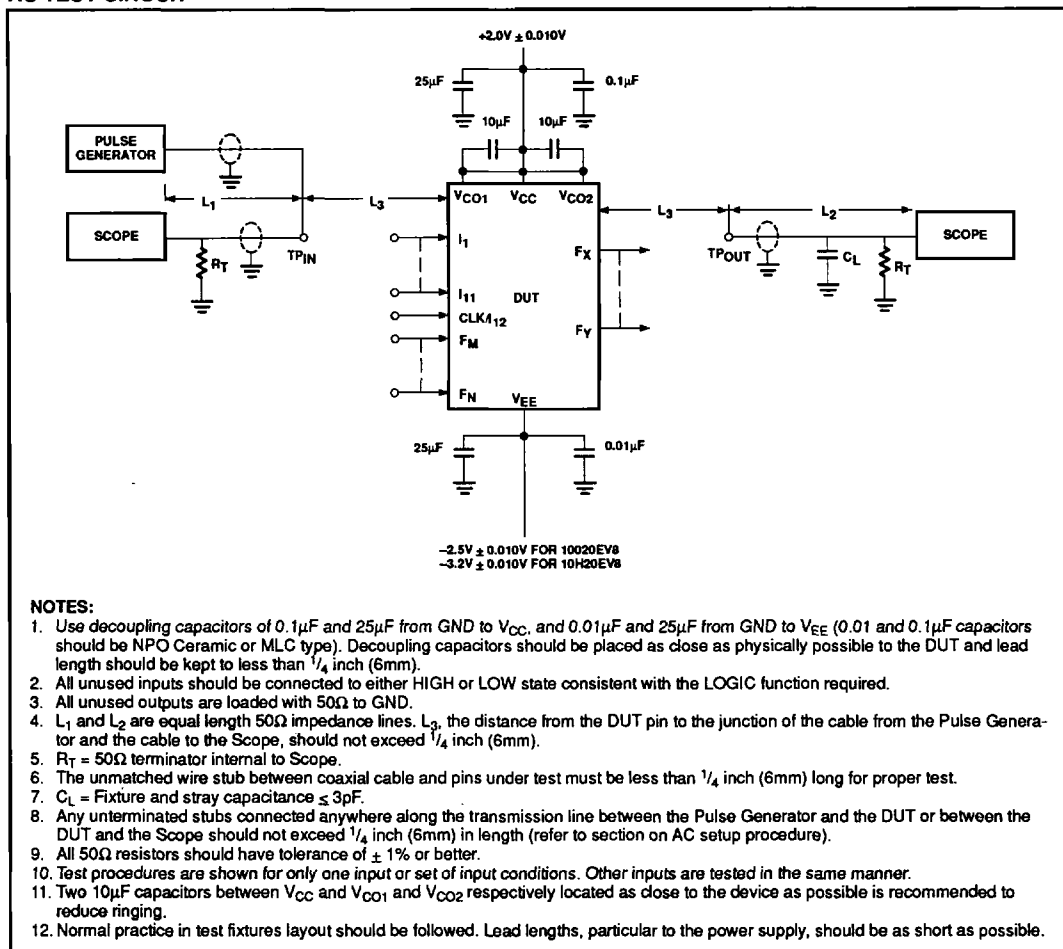 +2.0V ± 0.010V
25µF
0.1µF
10µF
10µF
PULSE
GENERATOR
L1
L3
VCO1
VCC
VCO2
L3
L2
SCOPE
SCOPE
RT
TPIN
I1
FX
TPOUT
CL
RT
I11
DUT
CLK/I12
FM
FY
FN
VEE
25µF
0.01µF
–2.5V ± 0.010V FOR 10020EV8
–3.2V ± 0.010V FOR 10H20EV8
NOTES:
1. Use decoupling capacitors of 0.1µF and 25µF from GND to VCC, and 0.01µF and 25µF from GND to VEE (0.01 and 0.1µF capacitors
should be NPO Ceramic or MLC type). Decoupling capacitors should be placed as close as physically possible to the DUT and lead
length should be kept to less than 1/4 inch (6mm).
2. All unused inputs should be connected to either HIGH or LOW state consistent with the LOGIC function required.
3. All unused outputs are loaded with 50Ω to GND.
4. L1 and L2 are equal length 50Ω impedance lines. L3, the distance from the DUT pin to the junction of the cable from the Pulse Genera-
tor and the cable to the Scope, should not exceed 1/4 inch (6mm).
5. RT = 50Ω terminator internal to Scope.
6. The unmatched wire stub between coaxial cable and pins under test must be less than 1/4 inch (6mm) long for proper test.
7. CL = Fixture and stray capacitance ≤ 3pF.
8. Any unterminated stubs connected anywhere along the transmission line between the Pulse Generator and the DUT or between the
DUT and the Scope should not exceed 1/4 inch (6mm) in length (refer to section on AC setup procedure).
9. All 50Ω resistors should have tolerance of ± 1% or better.
10. Test procedures are shown for only one input or set of input conditions. Other inputs are tested in the same manner.
11. Two 10µF capacitors between VCC and VCO1 and VCO2 respectively located as close to the device as possible is recommended to
reduce ringing.
12. Normal practice in test fixtures layout should be followed. Lead lengths, particular to the power supply, should be as short as possible.